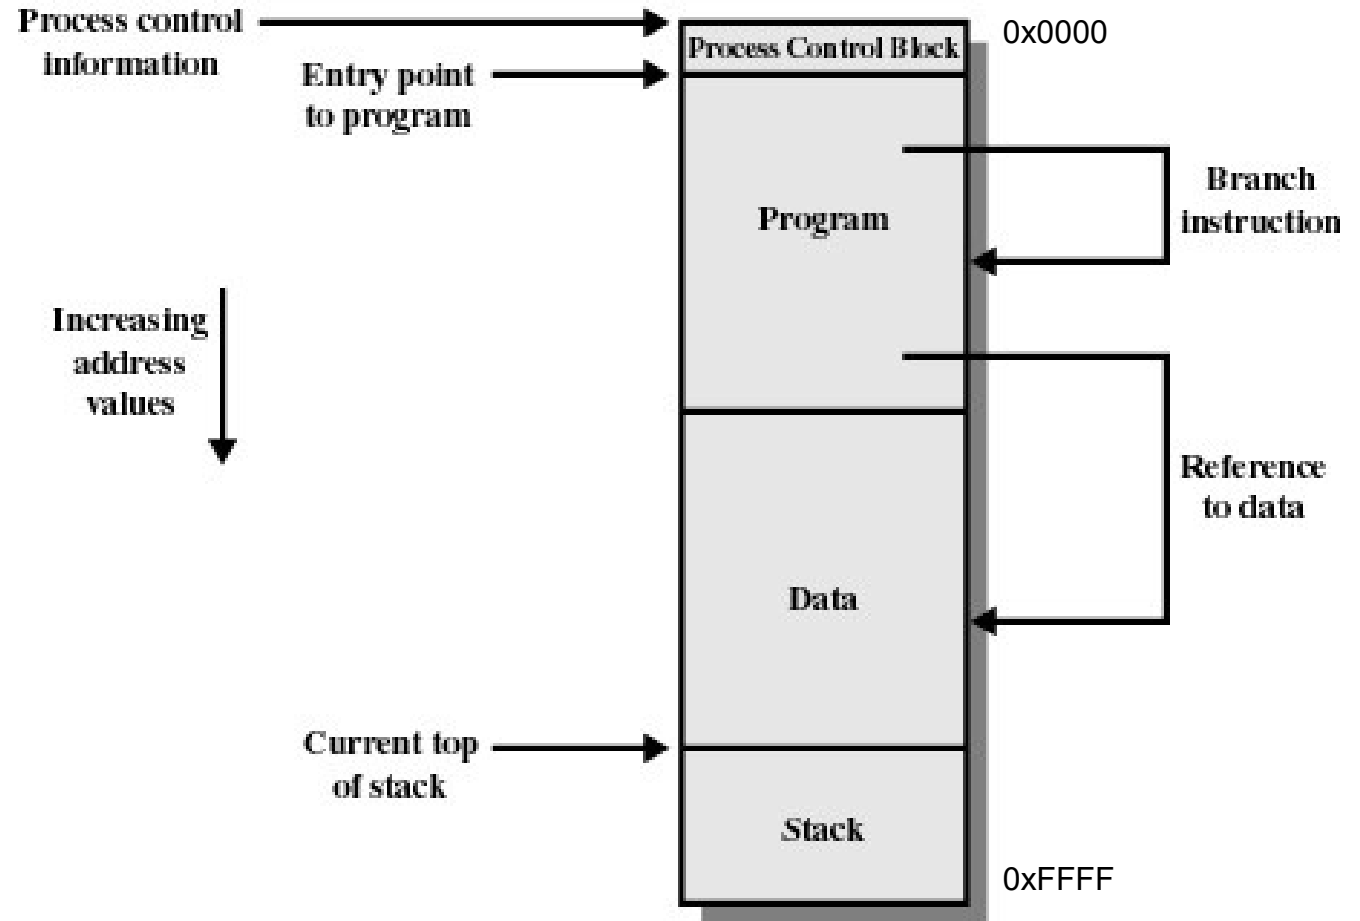 Process control
information
0x0000
Process Control Block
Entry point
to program
Branch
instruction
Program
Increasing
address
values
Reference
to data
Data
Current top
of stack
Stack
0xFFFF